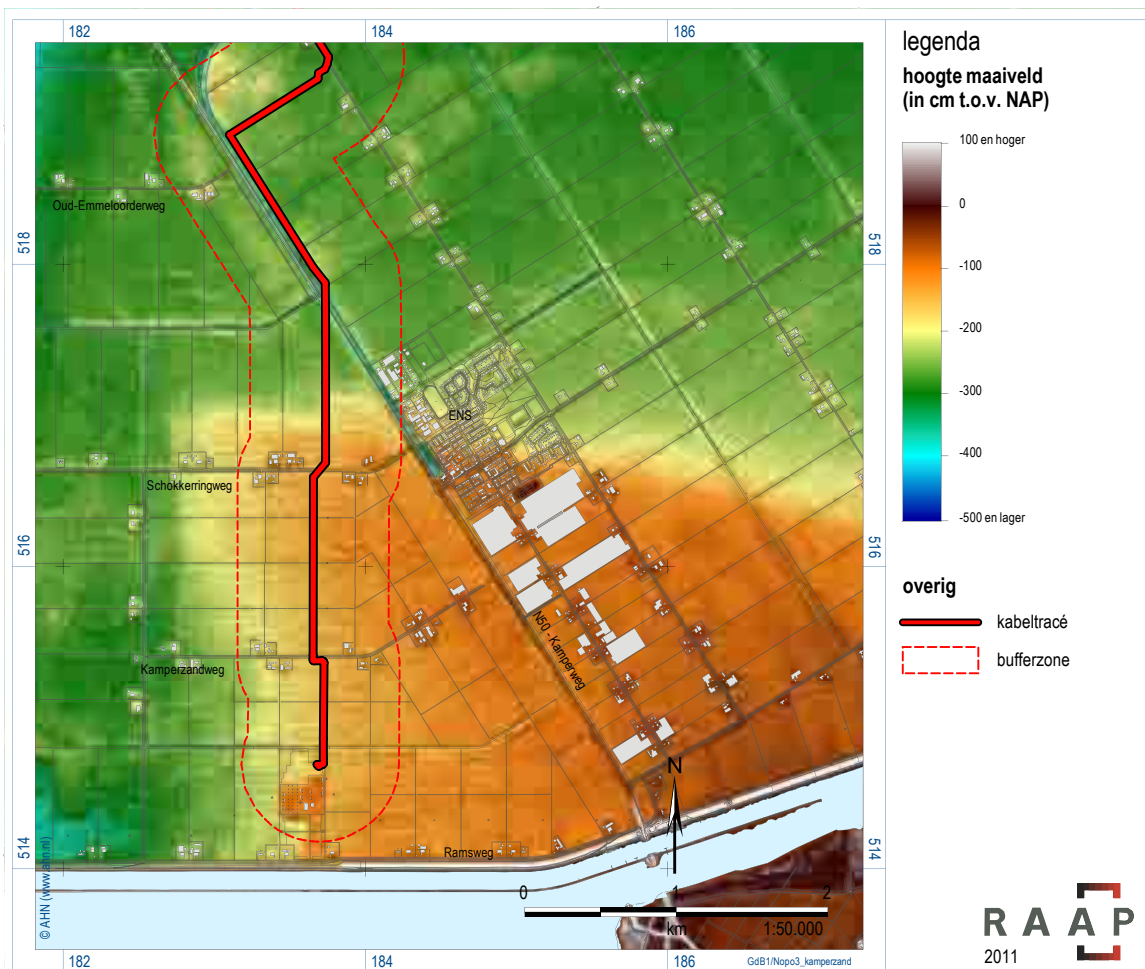 182
184
186
legenda
hoogte maaiveld
(in cm t.o.v. NAP)
100 en hoger
0
-100
-200
-300
-400
-500 en lager
overig
kabeltracé
bufferzone
Oud-Emmeloorderweg
518
518
ENS
Schokkerringweg
516
516
N50 - Kamperweg
Kamperzandweg
N
Ramsweg
514
514
0
1
2
km
1:50.000
© AHN (www.ahn.nl)
182
184
186
GdB1/Nopo3_kamperzand
RAAP
2011